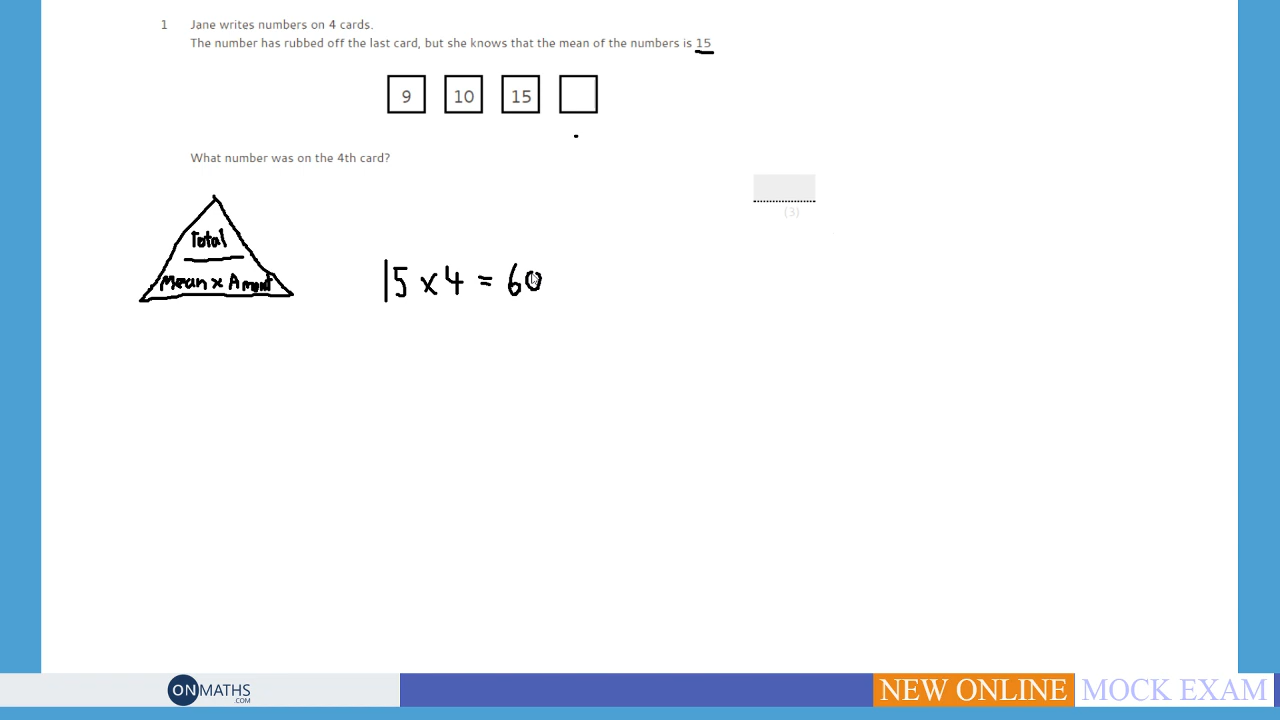 1 Jane writes numbers on 4 cards.
The number has rubbed off the last card, but she knows that the mean of the numbers is 15
9 10 15
What number was on the 4th card?
(3)
Total
Mean x Amount
15 x 4 = 60
ONMATHS
.COM
NEW ONLINE MOCK EXAM